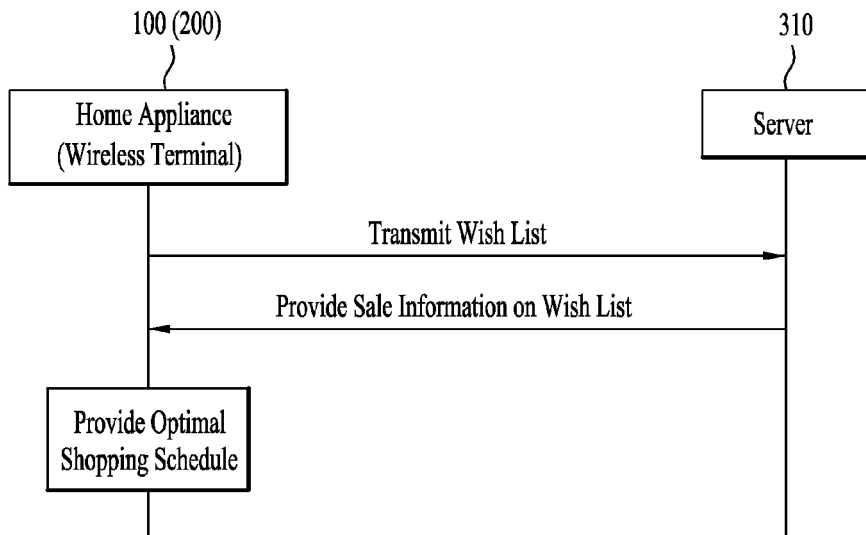 100 (200)
310
Home Appliance
(Wireless Terminal)
Server
Transmit Wish List
Provide Sale Information on Wish List
Provide Optimal
Shopping Schedule